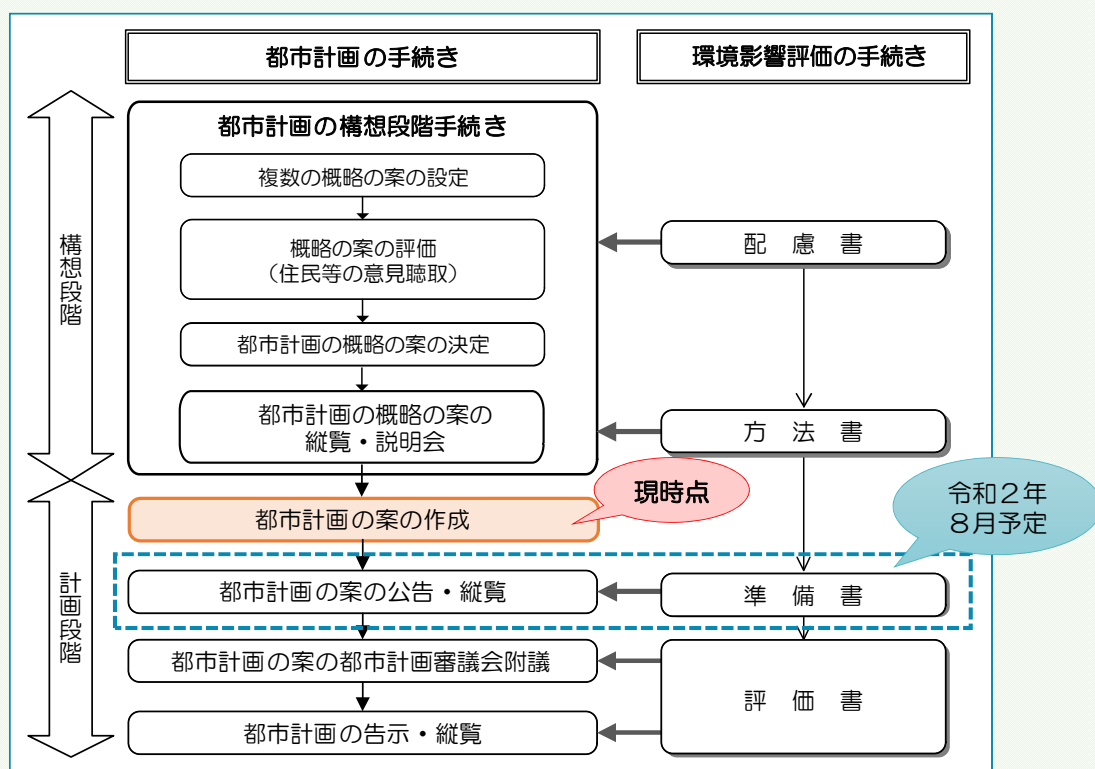 都市計画の手続き
環境影響評価の手続き
構想段階
都市計画の構想段階手続き
複数の概略の案の設定
概略の案の評価
（住民等の意見聴取）
配慮書
都市計画の概略の案の決定
都市計画の概略の案の
縦覧・説明会
方法書
計画段階
現時点
令和２年
８月予定
都市計画の案の作成
都市計画の案の公告・縦覧
準備書
都市計画の案の都市計画審議会附議
評価書
都市計画の告示・縦覧